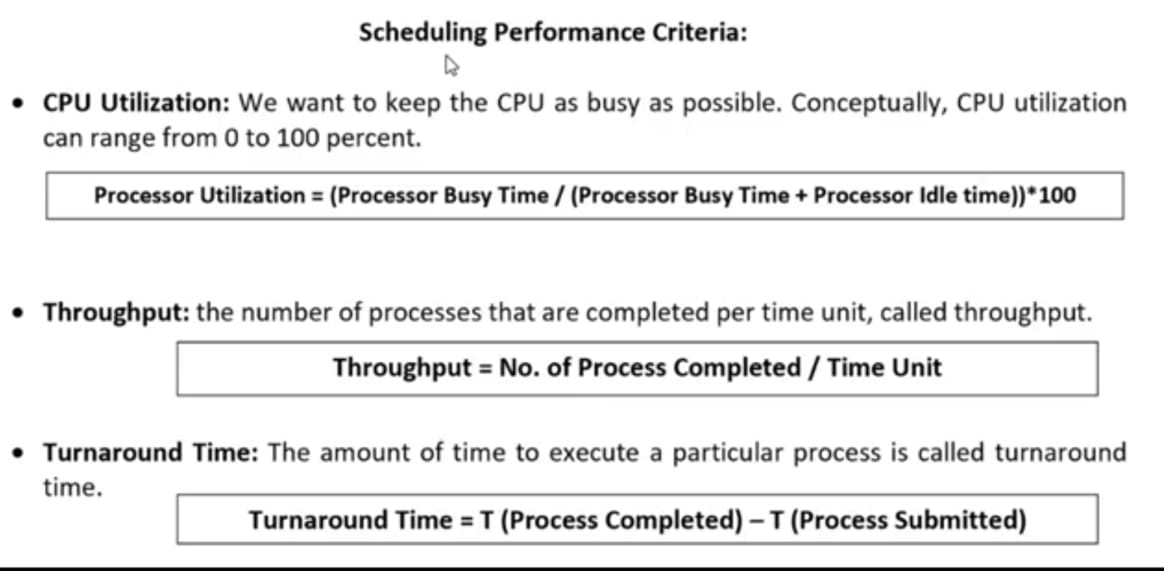 Scheduling Performance Criteria:
• CPU Utilization: We want to keep the CPU as busy as possible. Conceptually, CPU utilization
can range from 0 to 100 percent.
Processor Utilization = (Processor Busy Time / (Processor Busy Time + Processor Idle time))*100
• Throughput: the number of processes that are completed per time unit, called throughput.
Throughput = No. of Process Completed / Time Unit
• Turnaround Time: The amount of time to execute a particular process is called turnaround
time.
Turnaround Time = T (Process Completed) – T (Process Submitted)